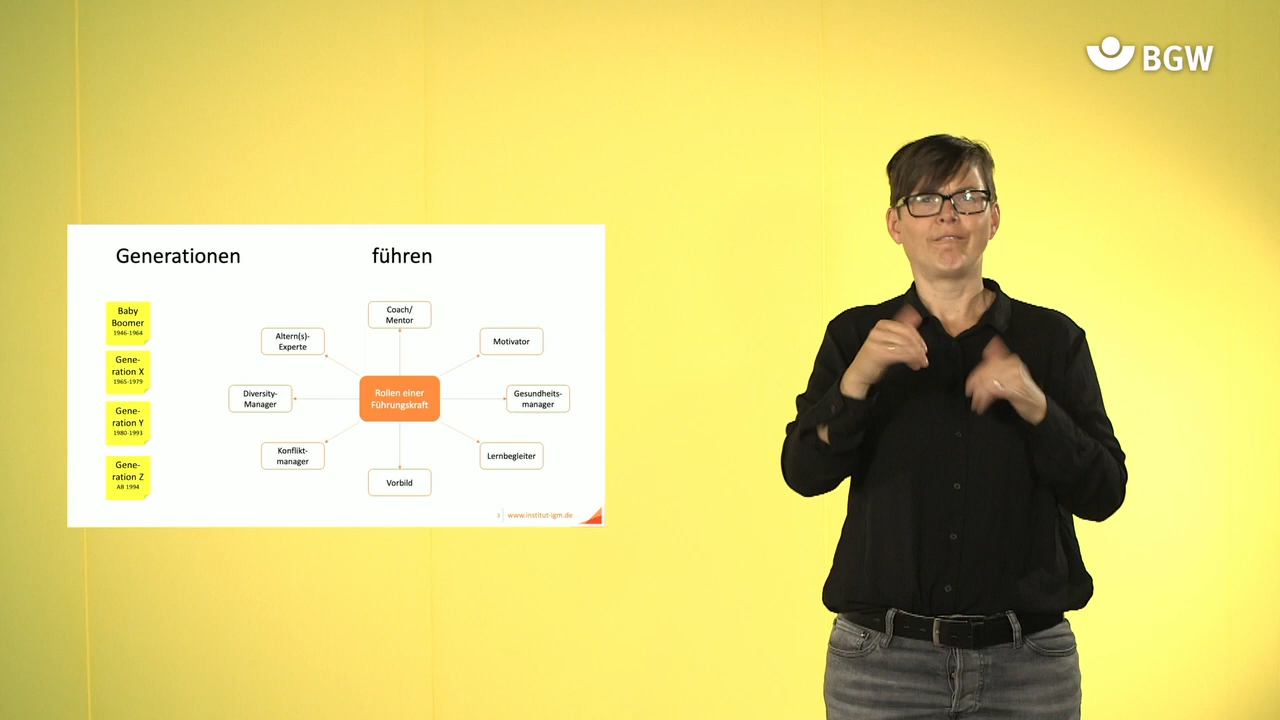 BGW
Generationen führen
Baby
Boomer
1946-1964
Gene-
ration X
1965-1979
Gene-
ration Y
1980-1993
Gene-
ration Z
AB 1994
Coach/
Mentor
Altern(s)-
Experte
Motivator
Diversity-
Manager
Rollen einer
Führungskraft
Gesundheits-
manager
Konflikt-
manager
Lernbegleiter
Vorbild
3 www.institut-igm.de